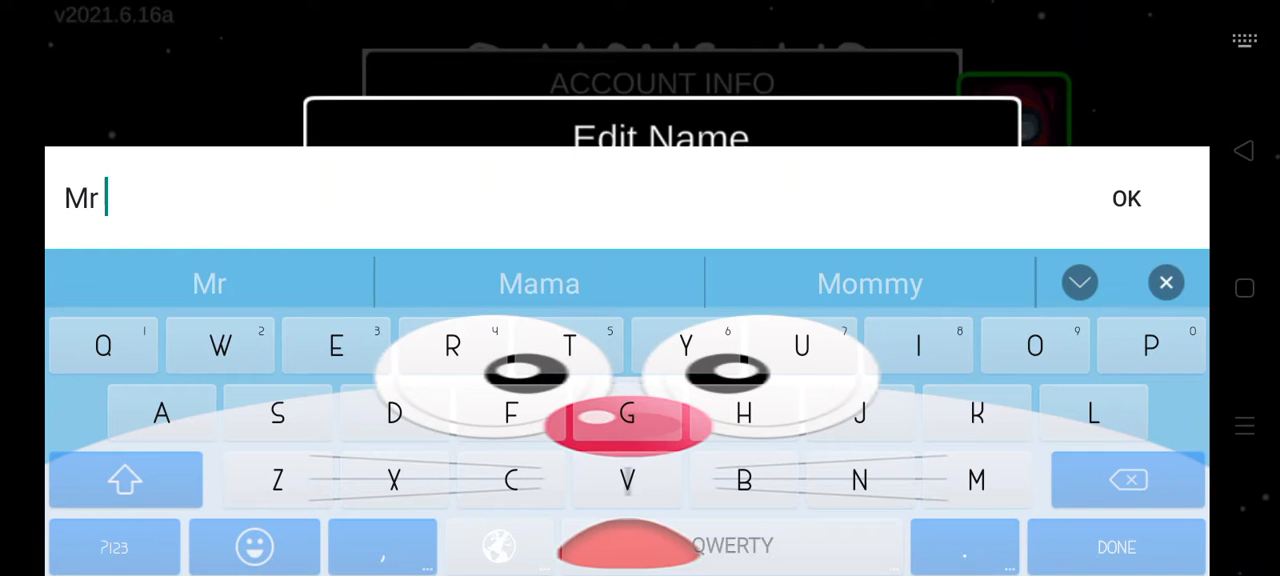 v2021.6.16a
ACCOUNT INFO
Edit Name
Mr
OK
Mr Mama Mommy
Q 1 W 2 E 3 R 4 T 5 Y 6 U 7 I 8 O 9 P 0
A S D F G H J K L
Z X C V B N M
?123 , ... ... QWERTY ... . ... DONE